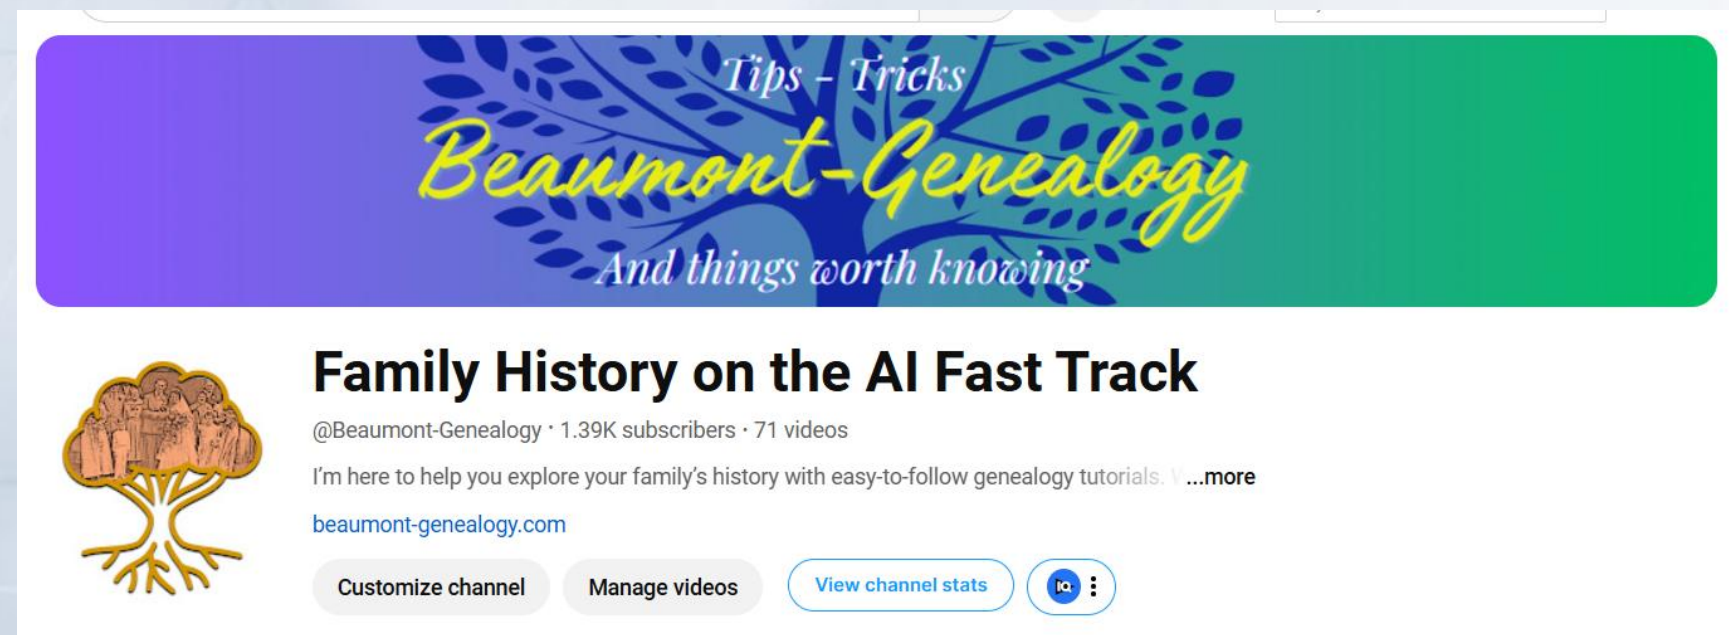 Tips - Tricks
Beaumont-Genealogy
And things worth knowing
Family History on the AI Fast Track
@Beaumont-Genealogy · 1.39K subscribers · 71 videos
I'm here to help you explore your family's history with easy-to-follow genealogy tutorials. ...more
beaumont-genealogy.com
Customize channel
Manage videos
View channel stats